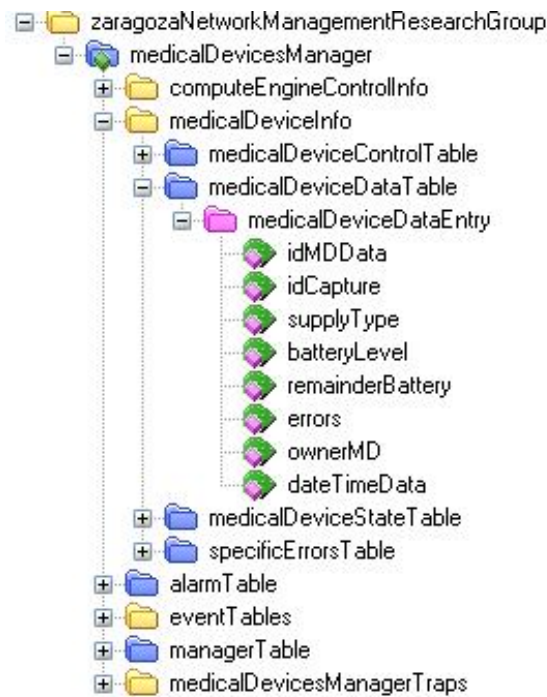 zaragozaNetworkManagementResearchGroup
medicalDevicesManager
computeEngineControlInfo
medicalDeviceInfo
medicalDeviceControlTable
medicalDeviceDataTable
medicalDeviceDataEntry
idMDData
idCapture
supplyType
batteryLevel
remainderBattery
errors
ownerMD
dateTimeData
medicalDeviceStateTable
specificErrorsTable
alarmTable
eventTables
managerTable
medicalDevicesManagerTraps